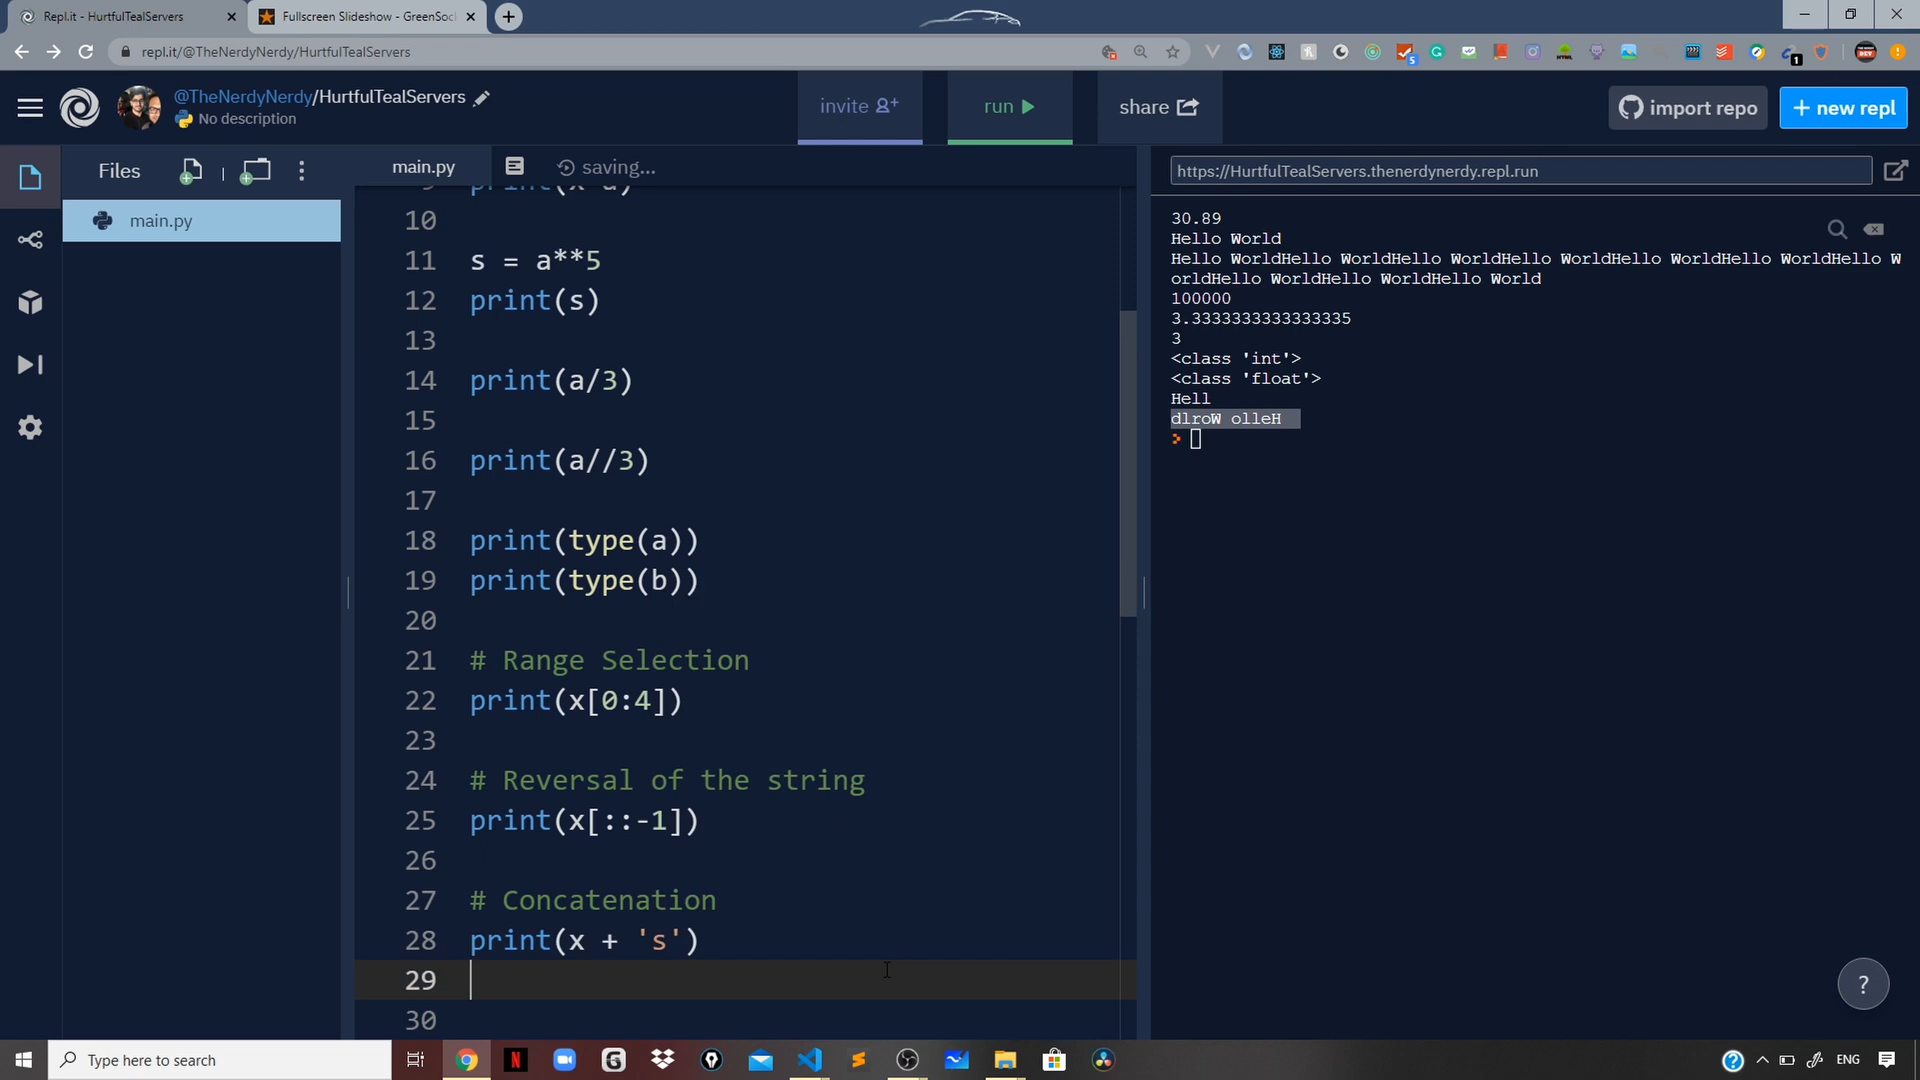 Repl.it - HurtfulTealServers
Fullscreen Slideshow - GreenSoc
repl.it/@TheNerdyNerdy/HurtfulTealServers
5
1
@TheNerdyNerdy/HurtfulTealServers
No description
invite
run
share
import repo
+ new repl
Files
main.py
main.py
saving...
10
11 s = a**5
12 print(s)
13
14 print(a/3)
15
16 print(a//3)
17
18 print(type(a))
19 print(type(b))
20
21 # Range Selection
22 print(x[0:4])
23
24 # Reversal of the string
25 print(x[::-1])
26
27 # Concatenation
28 print(x + 's')
29
30
https://HurtfulTealServers.thenerdynerdy.repl.run
30.89
Hello World
Hello WorldHello WorldHello WorldHello WorldHello WorldHello WorldHello W
orldHello WorldHello WorldHello World
100000
3.3333333333333335
3
<class 'int'>
<class 'float'>
Hell
dlroW olleH
?
Type here to search
ENG